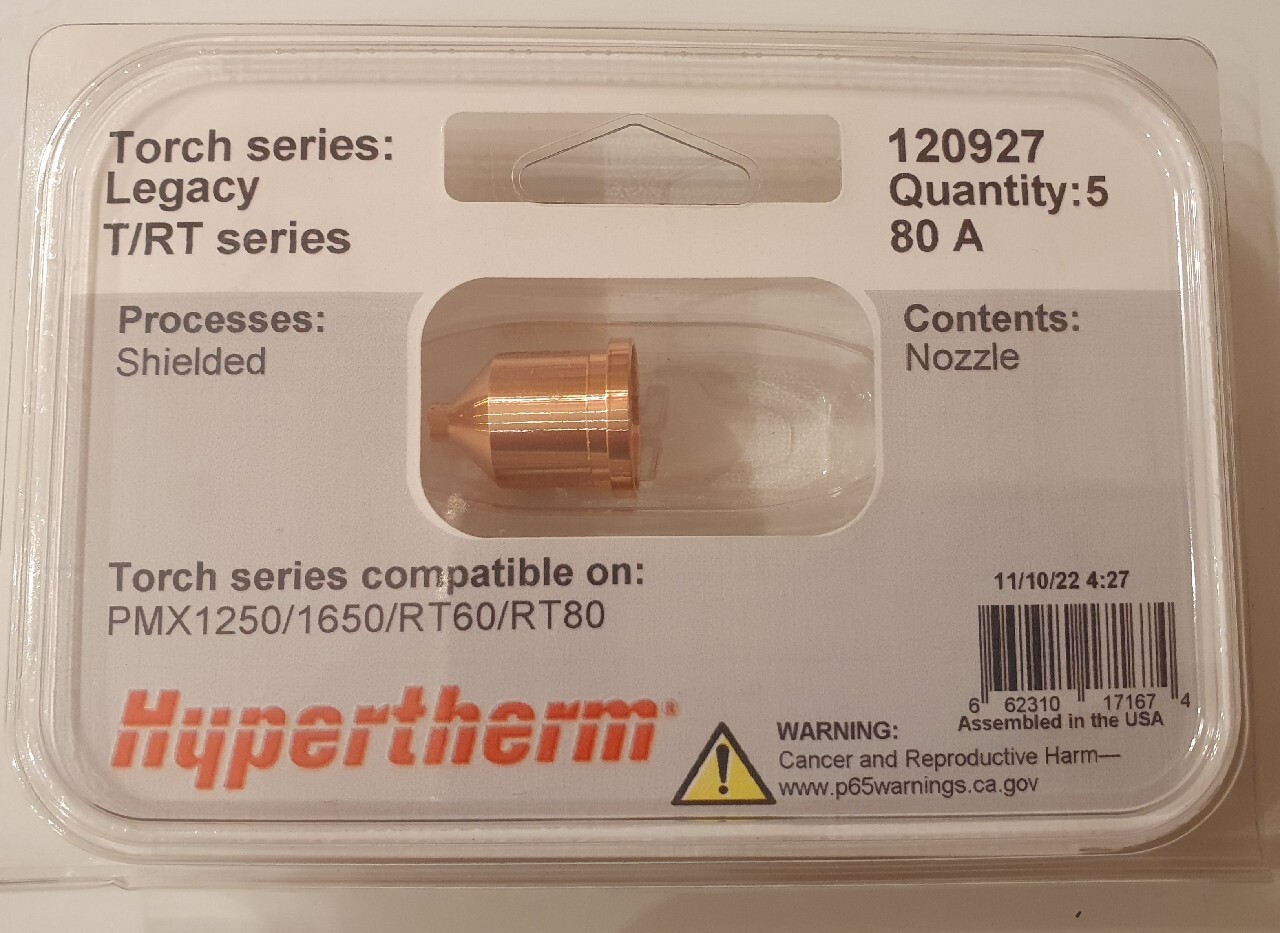 Torch series:
Legacy
T/RT series
120927
Quantity:5
80 A
Processes:
Shielded
Contents:
Nozzle
Torch series compatible on:
PMX1250/1650/RT60/RT80
11/10/22 4:27
6 62310 17167 4
Assembled in the USA
Hypertherm®
WARNING:
Cancer and Reproductive Harm—
www.p65warnings.ca.gov